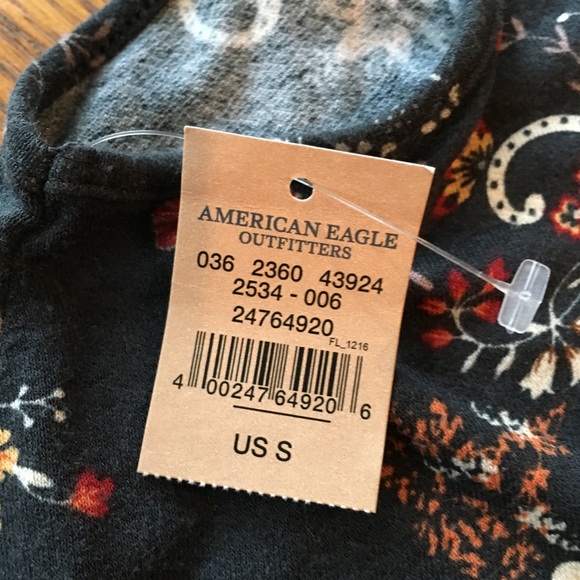 AMERICAN EAGLE
OUTFITTERS
036 2360 43924
2534 - 006
24764920
FL_1216
4 00247 64920 6
US S